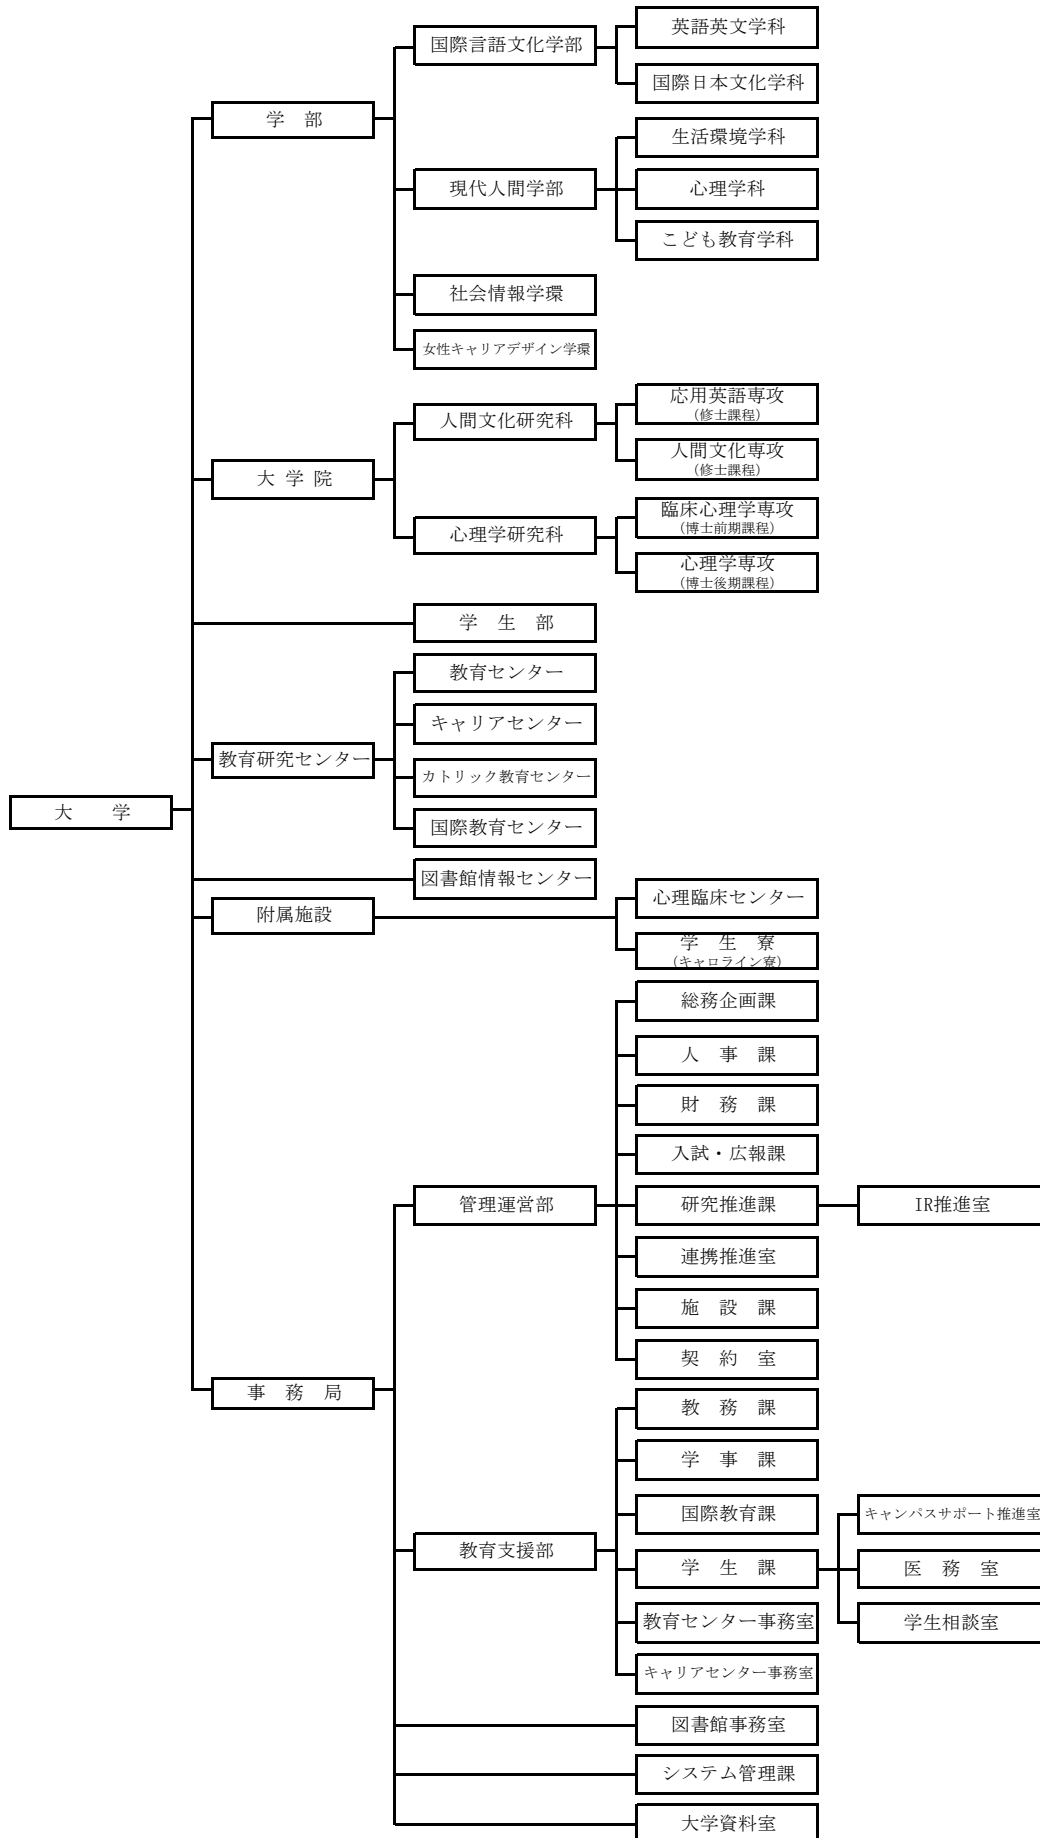 英語英文学科
国際言語文化学部
国際日本文化学科
学　部
生活環境学科
現代人間学部
心理学科
こども教育学科
社会情報学環
女性キャリアデザイン学環
応用英語専攻
(修士課程)
人間文化研究科
人間文化専攻
(修士課程)
大 学 院
臨床心理学専攻
(博士前期課程)
心理学研究科
心理学専攻
(博士後期課程)
学　生　部
教育センター
キャリアセンター
教育研究センター
カトリック教育センター
大　　学
国際教育センター
図書館情報センター
心理臨床センター
附属施設
学　生　寮
(キャロライン寮)
総務企画課
人　事　課
財　務　課
入試・広報課
管理運営部
研究推進課
IR推進室
連携推進室
施　設　課
契　約　室
事　務　局
教　務　課
学　事　課
国際教育課
キャンパスサポート推進室
教育支援部
学　生　課
医　務　室
教育センター事務室
学生相談室
キャリアセンター事務室
図書館事務室
システム管理課
大学資料室